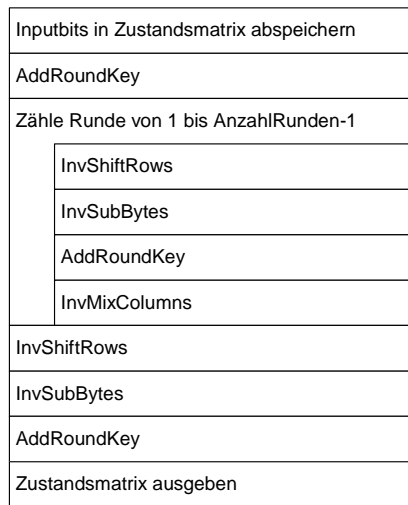 Inputbits in Zustandsmatrix abspeichern
AddRoundKey
Zähle Runde von 1 bis AnzahlRunden-1
InvShiftRows
InvSubBytes
AddRoundKey
InvMixColumns
InvShiftRows
InvSubBytes
AddRoundKey
Zustandsmatrix ausgeben